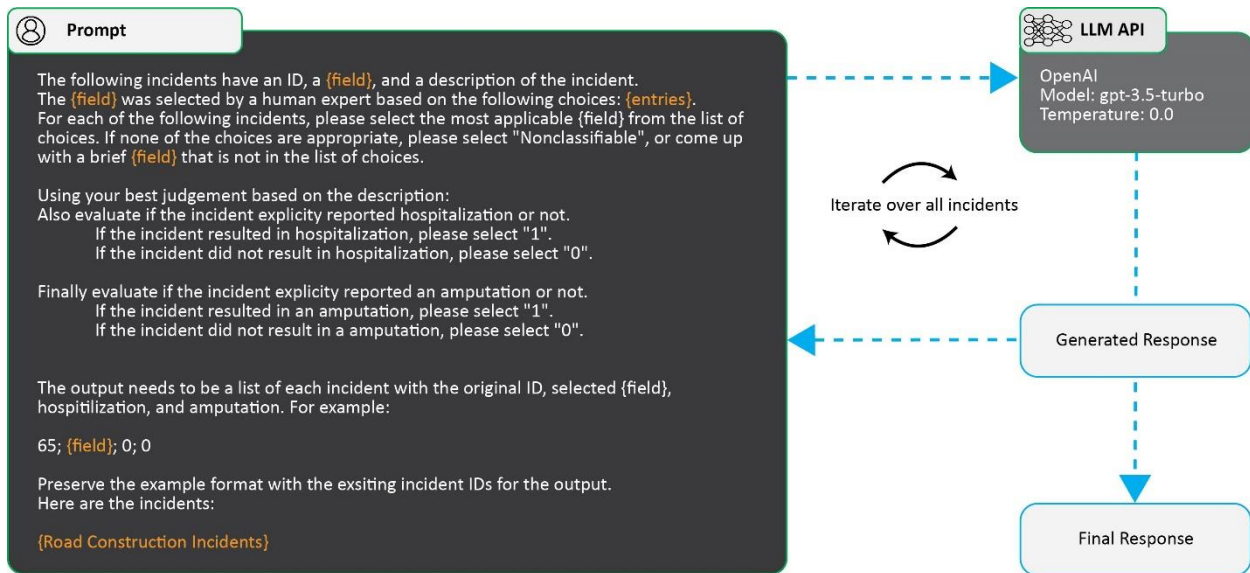 Prompt
The following incidents have an ID, a {field}, and a description of the incident.
The {field} was selected by a human expert based on the following choices: {entries}.
For each of the following incidents, please select the most applicable {field} from the list of
choices. If none of the choices are appropriate, please select "Nonclassifiable", or come up
with a brief {field} that is not in the list of choices.
Using your best judgement based on the description:
Also evaluate if the incident explicity reported hospitalization or not.
If the incident resulted in hospitalization, please select "1".
If the incident did not result in hospitalization, please select "0".
Finally evaluate if the incident explicity reported an amputation or not.
If the incident resulted in an amputation, please select "1".
If the incident did not result in a amputation, please select "0".
The output needs to be a list of each incident with the original ID, selected {field},
hospitilization, and amputation. For example:
65; {field}; 0; 0
Preserve the example format with the exsiting incident IDs for the output.
Here are the incidents:
{Road Construction Incidents}
LLM API
OpenAI
Model: gpt-3.5-turbo
Temperature: 0.0
Iterate over all incidents
Generated Response
Final Response